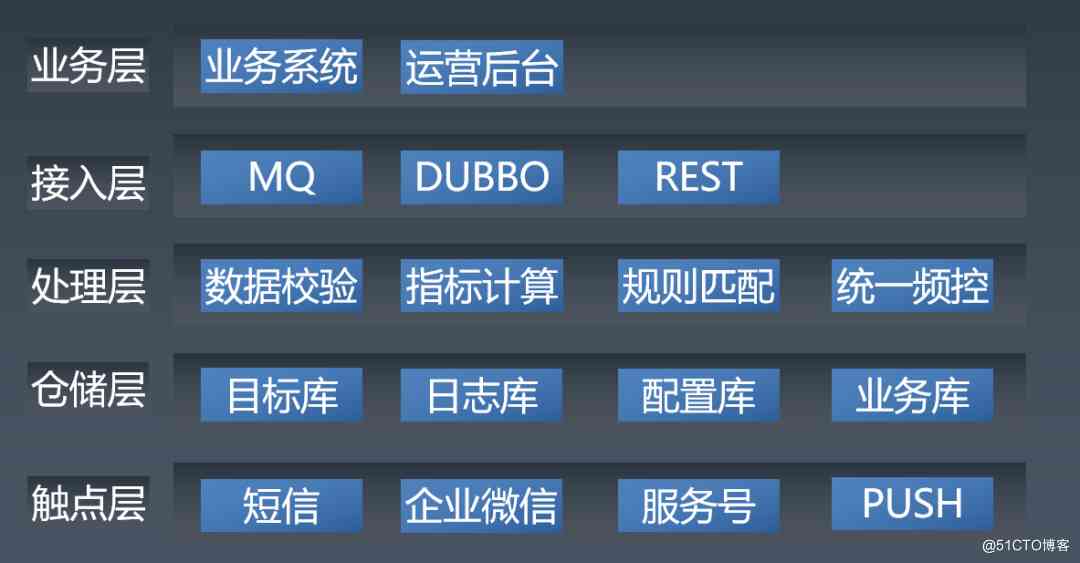 业务层 业务系统 运营后台
接入层 MQ DUBBO REST
处理层 数据校验 指标计算 规则匹配 统一频控
仓储层 目标库 日志库 配置库 业务库
触点层 短信 企业微信 服务号 PUSH
@51CTO博客